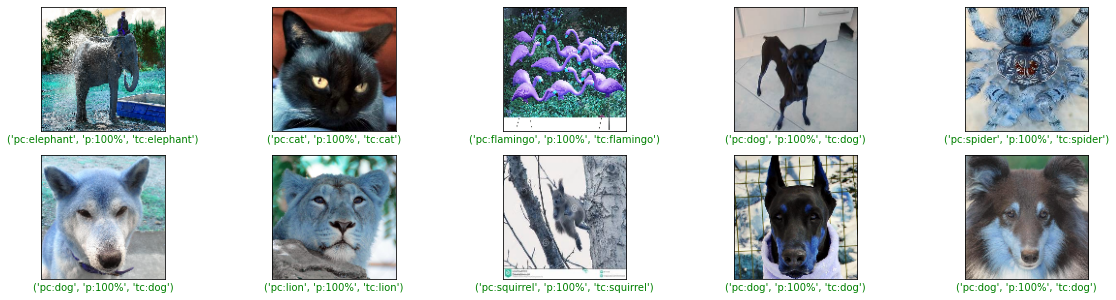 ('pc:elephant', 'p:100%', 'tc:elephant')
('pc:cat', 'p:100%', 'tc:cat')
('pc:flamingo', 'p:100%', 'tc:flamingo')
('pc:dog', 'p:100%', 'tc:dog')
('pc:spider', 'p:100%', 'tc:spider')
('pc:dog', 'p:100%', 'tc:dog')
('pc:lion', 'p:100%', 'tc:lion')
('pc:squirrel', 'p:100%', 'tc:squirrel')
('pc:dog', 'p:100%', 'tc:dog')
('pc:dog', 'p:100%', 'tc:dog')